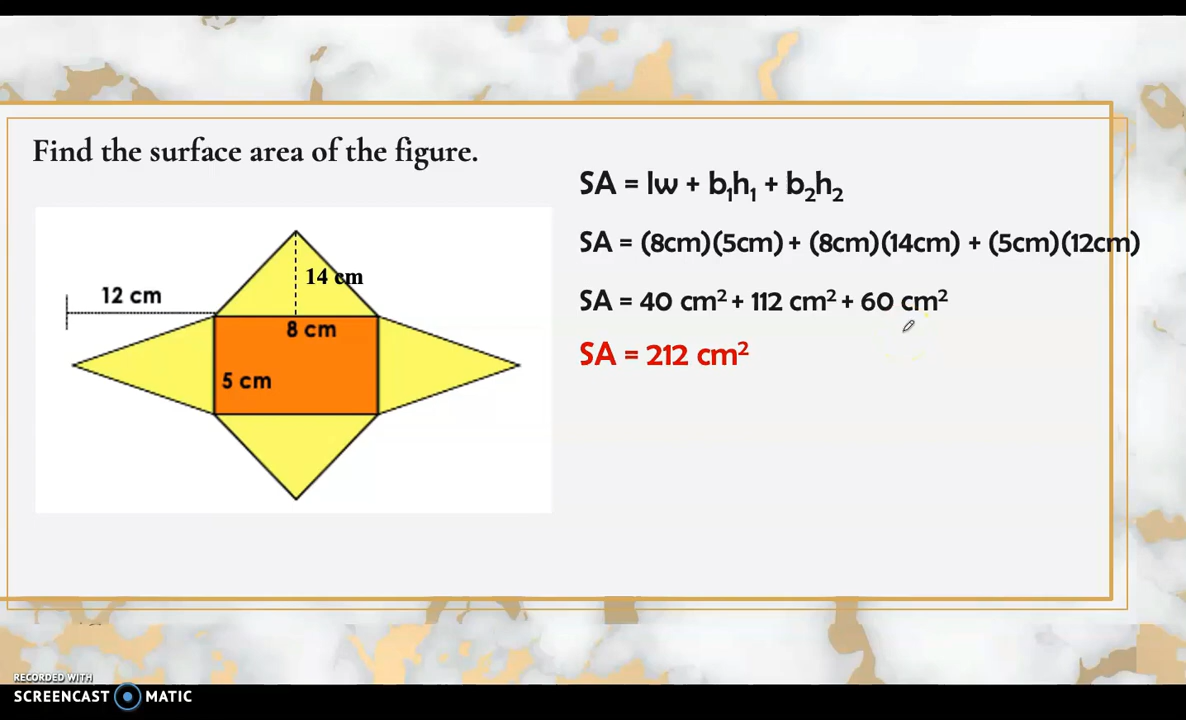 Find the surface area of the figure.
SA = lw + b₁h₁ + b₂h₂
SA = (8cm)(5cm) + (8cm)(14cm) + (5cm)(12cm)
SA = 40 cm² + 112 cm² + 60 cm²
SA = 212 cm²
14 cm
12 cm
8 cm
5 cm
RECORDED WITH
SCREENCAST MATIC